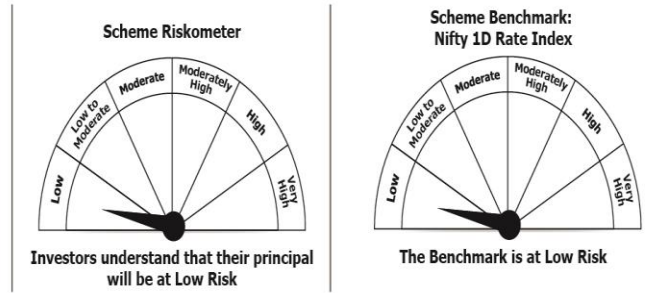 Scheme Riskometer
Low
Low to
Moderate
Moderate
Moderately
High
High
Very
High
Investors understand that their principal
will be at Low Risk
Scheme Benchmark:
Nifty 1D Rate Index
Low
Low to
Moderate
Moderate
Moderately
High
High
Very
High
The Benchmark is at Low Risk